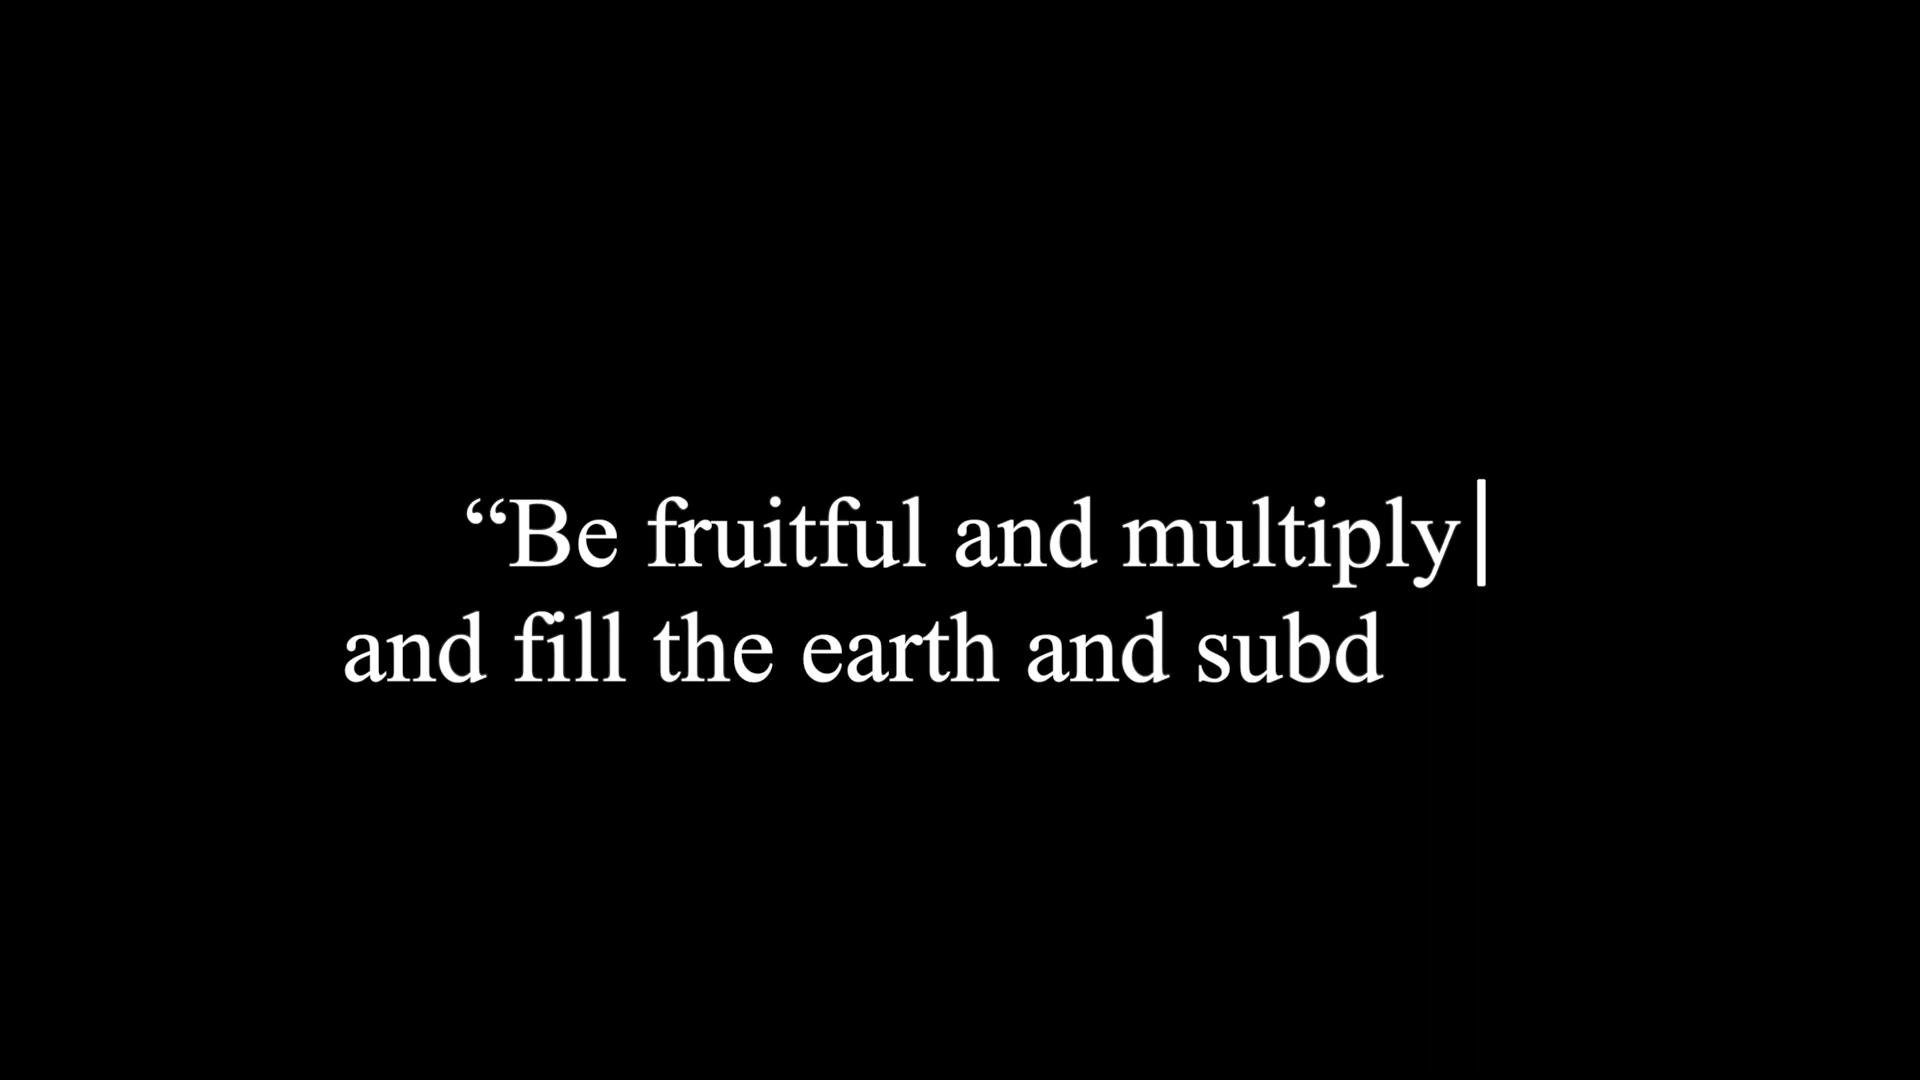 “Be fruitful and multiply|
and fill the earth and subd